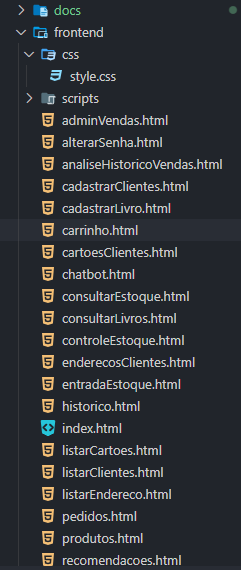 docs
frontend
css
style.css
scripts
adminVendas.html
alterarSenha.html
analiseHistoricoVendas.html
cadastrarClientes.html
cadastrarLivro.html
carrinho.html
cartoesClientes.html
chatbot.html
consultarEstoque.html
consultarLivros.html
controleEstoque.html
enderecosClientes.html
entradaEstoque.html
historico.html
index.html
listarCartoes.html
listarClientes.html
listarEndereco.html
pedidos.html
produtos.html
recomendacoes.html